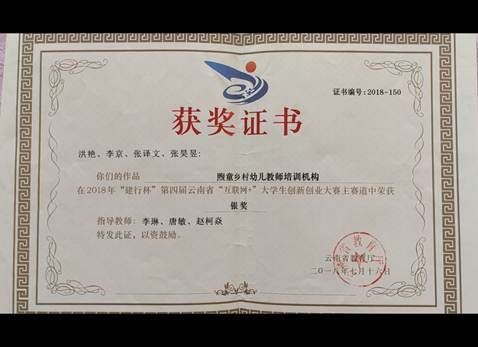 证书编号:2018-150
获奖证书
洪艳、李京、张译文、张昊昱:
你们的作品 煦童乡村幼儿教师培训机构
在2018年“建行杯”第四届云南省“互联网+”大学生创新创业大赛主赛道中荣获
银奖
指导教师:李琳、唐敏、赵柯焱
特发此证,以资鼓励。
云南省教育厅
二〇一八年七月十六日